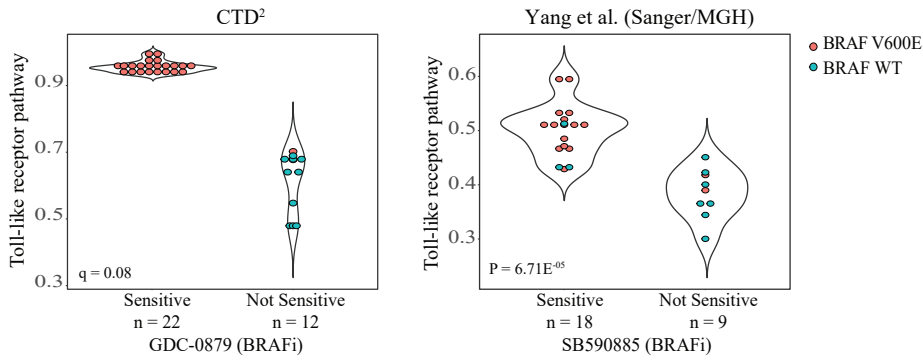 CTD²
Toll-like receptor pathway
0.9
0.7
0.5
0.3
q = 0.08
Sensitive
n = 22
Not Sensitive
n = 12
GDC-0879 (BRAFi)
Yang et al. (Sanger/MGH)
Toll-like receptor pathway
0.6
0.5
0.4
0.3
P = 6.71E⁻⁰⁵
Sensitive
n = 18
Not Sensitive
n = 9
SB590885 (BRAFi)
BRAF V600E
BRAF WT